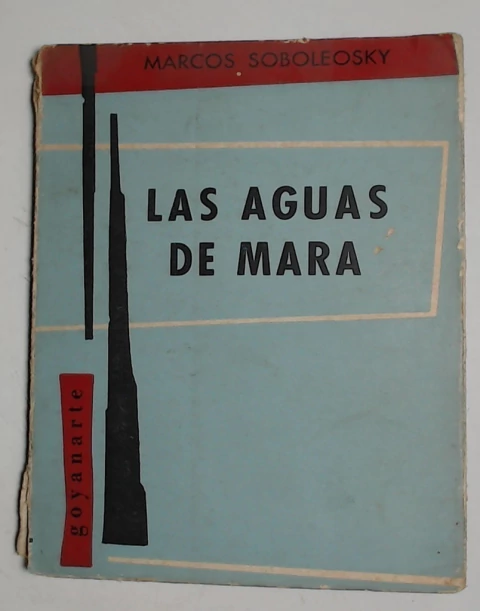 MARCOS SOBOLEOSKY
LAS AGUAS
DE MARA
goyanarte